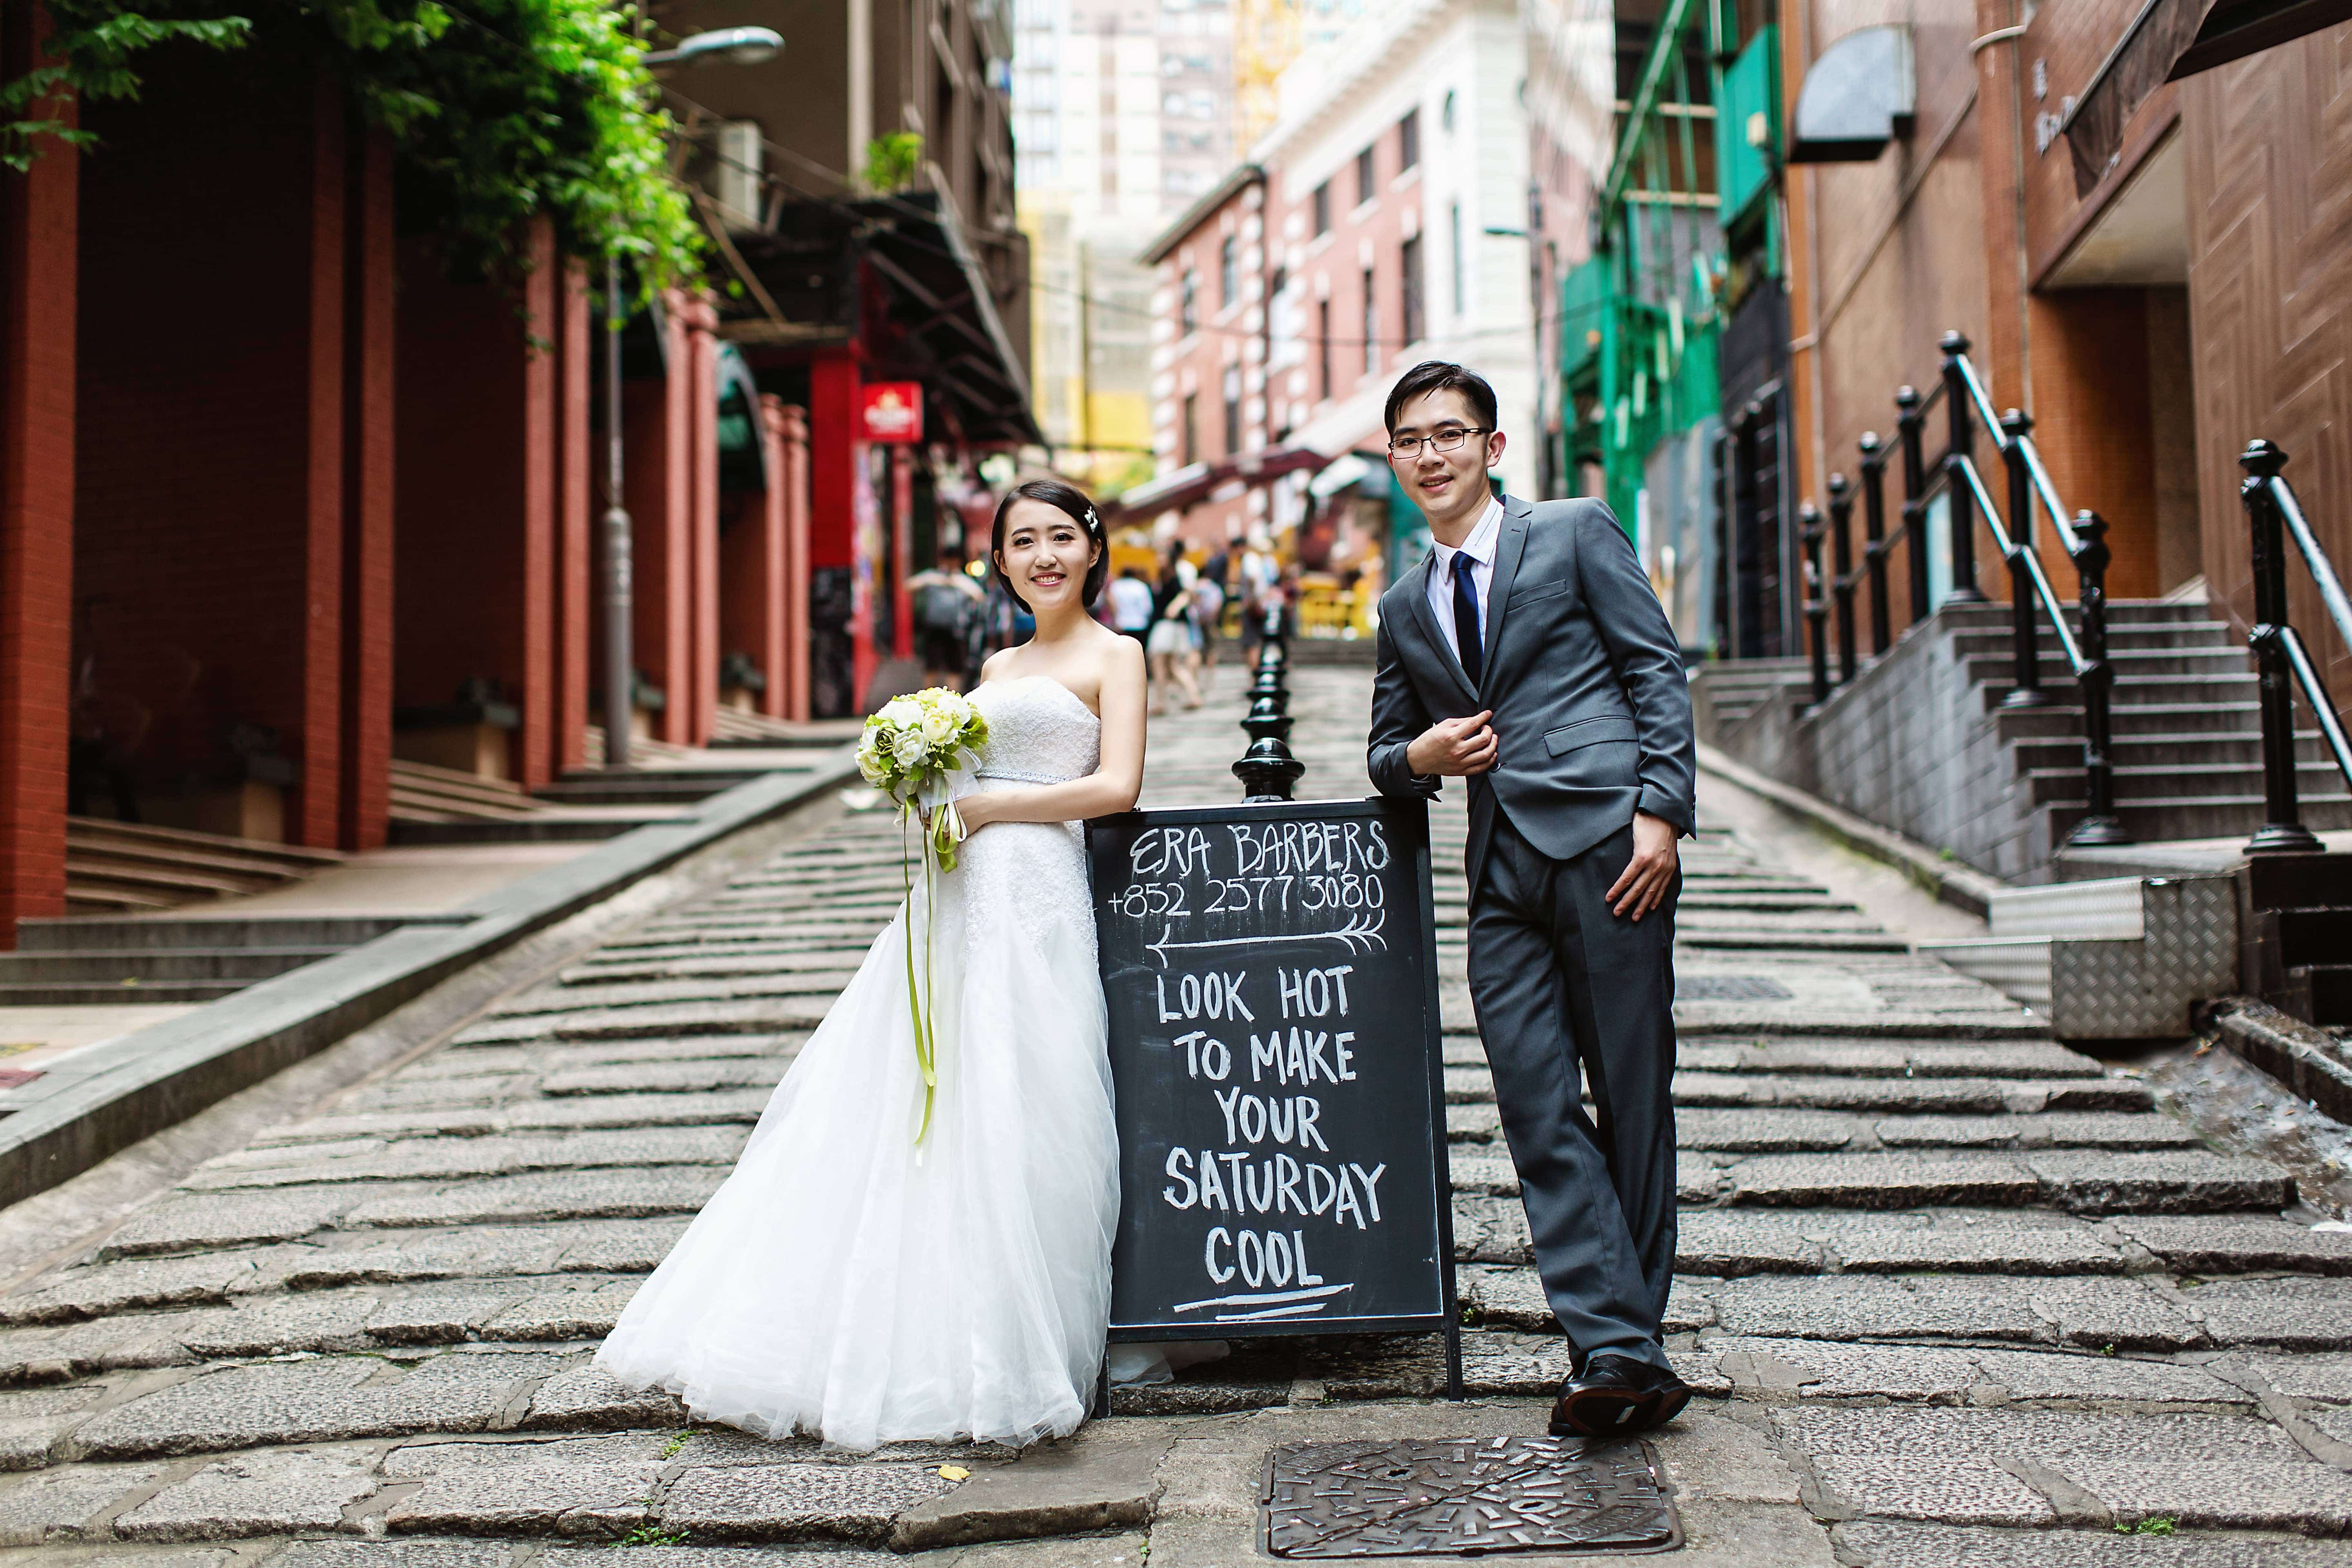 ERA BARBERS
+852 2577 3080
LOOK HOT
TO MAKE
YOUR
SATURDAY
COOL